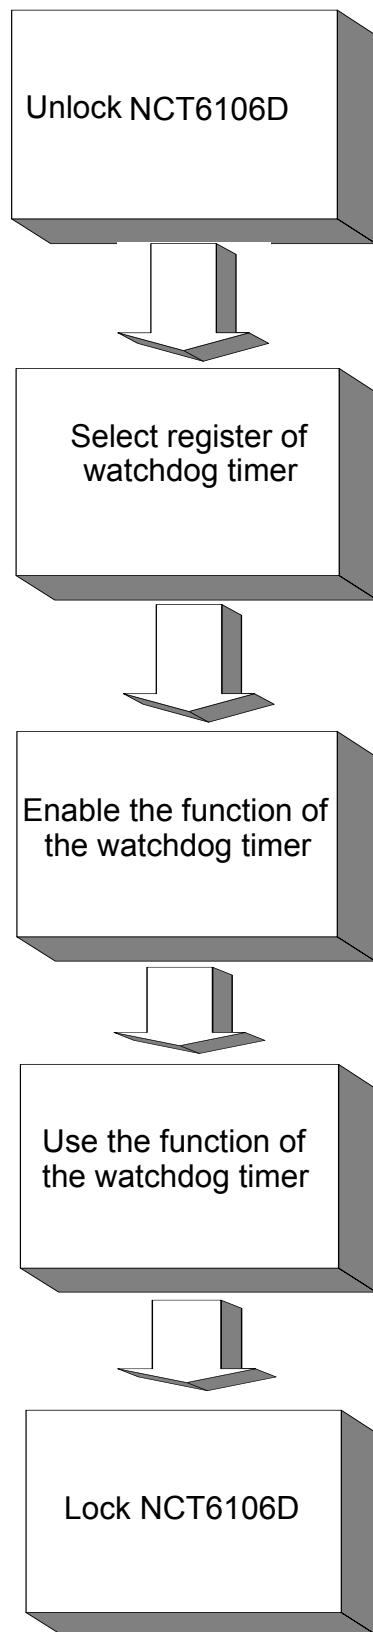 Unlock NCT6106D
Select register of
watchdog timer
Enable the function of
the watchdog timer
Use the function of
the watchdog timer
Lock NCT6106D